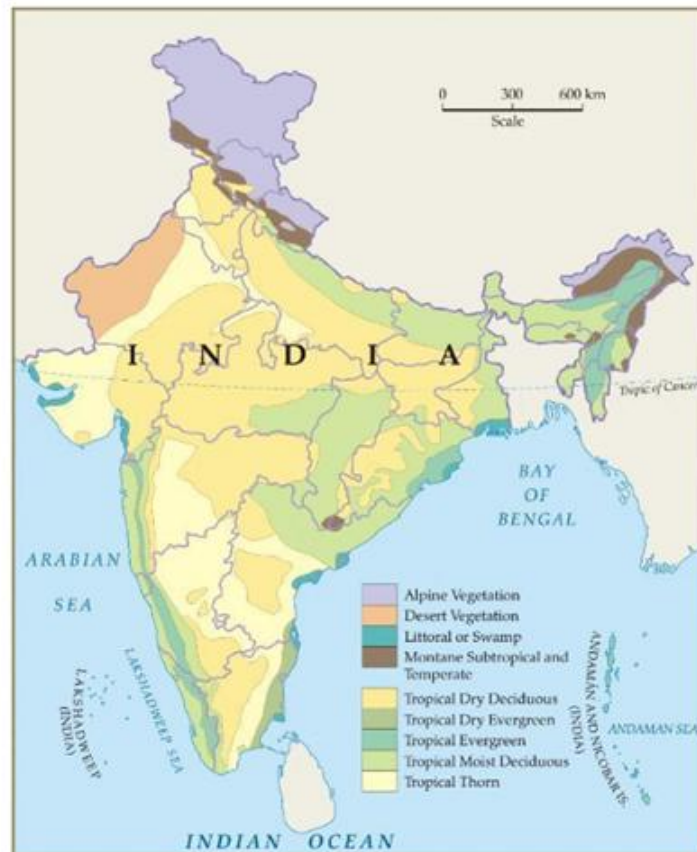 0 300 600 km
Scale
I N D I A
Tropic of Cancer
BAY
OF
BENGAL
ARABIAN
SEA
LAKSHADWEEP
(INDIA)
LAKSHADWEEP SEA
Alpine Vegetation
Desert Vegetation
Littoral or Swamp
Montane Subtropical and
Temperate
Tropical Dry Deciduous
Tropical Dry Evergreen
Tropical Evergreen
Tropical Moist Deciduous
Tropical Thorn
ANDAMAN AND NICOBAR IS.
(INDIA)
ANDAMAN SEA
INDIAN OCEAN